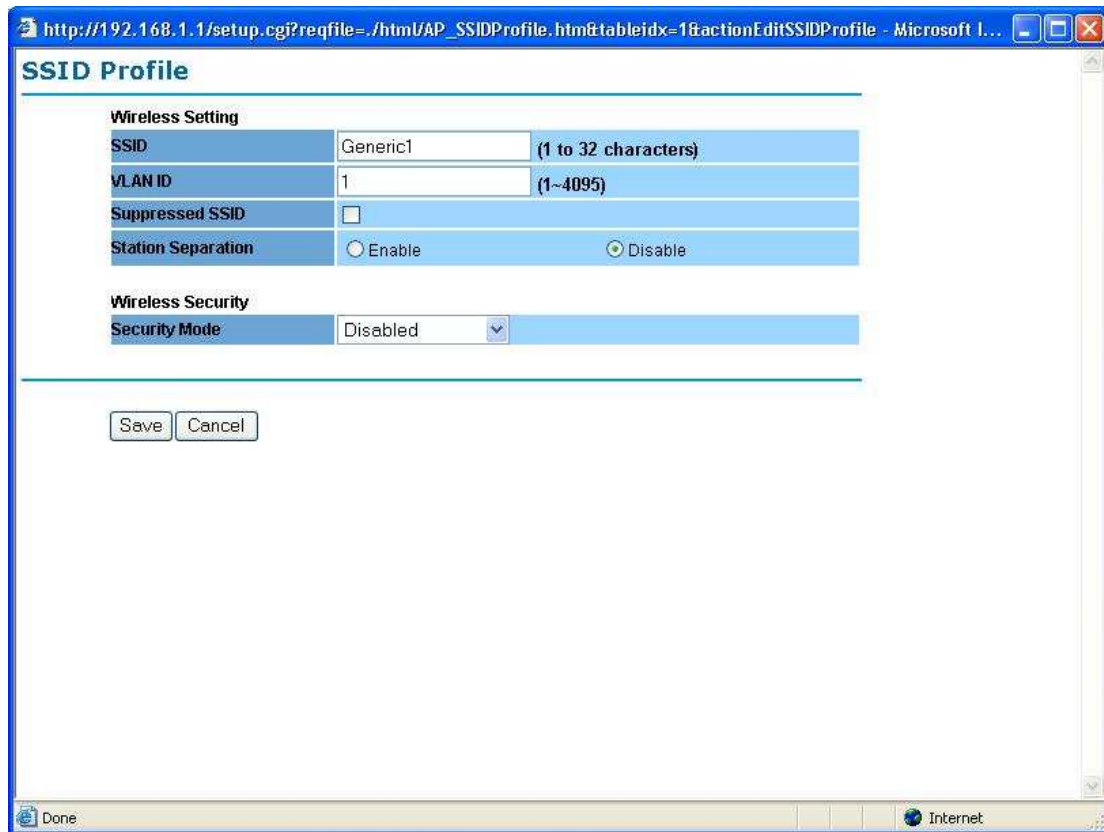 http://192.168.1.1/setup.cgi?reqfile=./html/AP_SSIDProfile.htm&tableidx=1&actionEditSSIDProfile - Microsoft I...
SSID Profile
Wireless Setting
SSID Generic1 (1 to 32 characters)
VLAN ID 1 (1~4095)
Suppressed SSID
Station Separation Enable Disable
Wireless Security
Security Mode Disabled
Save Cancel
Done Internet